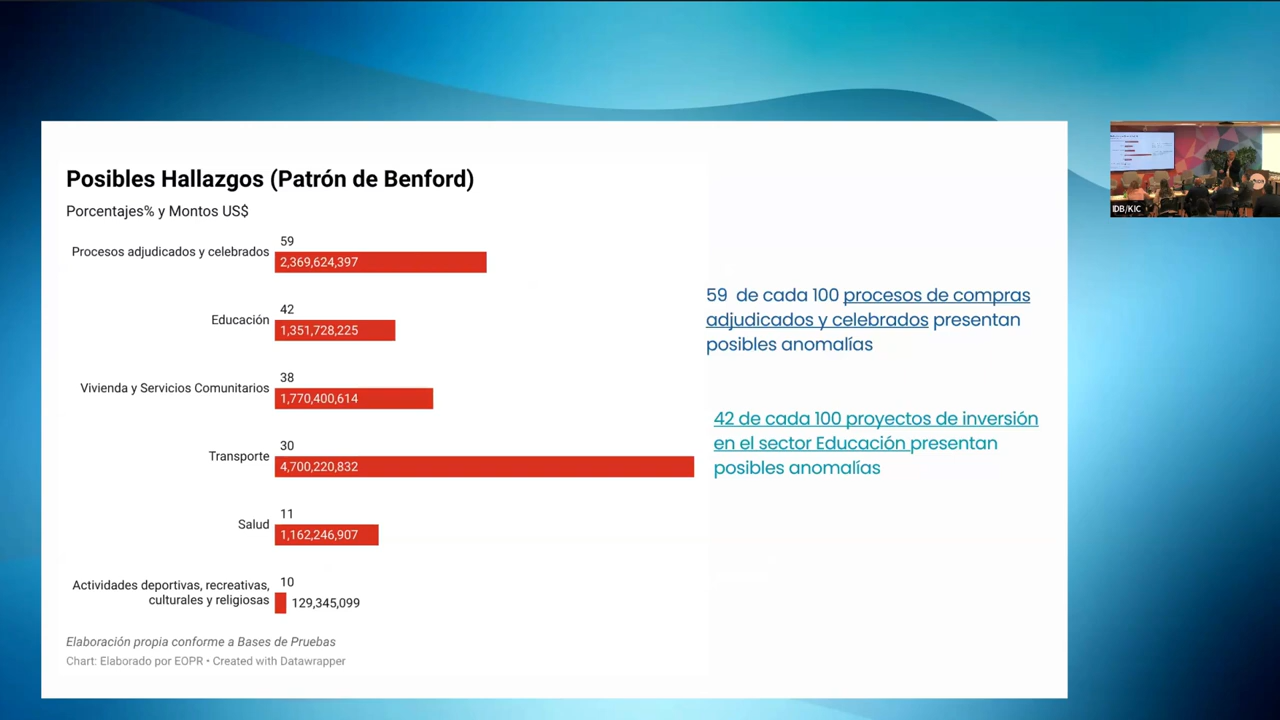 Posibles Hallazgos (Patrón de Benford)
Porcentajes% y Montos US$
Procesos adjudicados y celebrados
59
2,369,624,397
Educación
42
1,351,728,225
Vivienda y Servicios Comunitarios
38
1,770,400,614
Transporte
30
4,700,220,832
Salud
11
1,162,246,907
Actividades deportivas, recreativas,
culturales y religiosas
10
129,345,099
Elaboración propia conforme a Bases de Pruebas
Chart: Elaborado por EOPR • Created with Datawrapper
59 de cada 100 procesos de compras
adjudicados y celebrados presentan
posibles anomalías
42 de cada 100 proyectos de inversión
en el sector Educación presentan
posibles anomalías
IDB/KIC